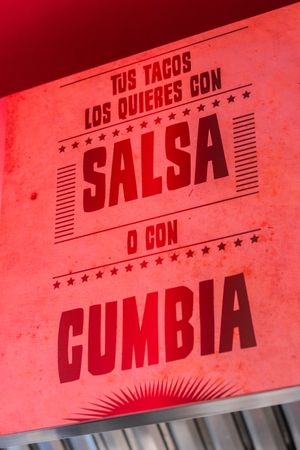 TUS TACOS
LOS QUIERES CON
SALSA
O CON
CUMBIA